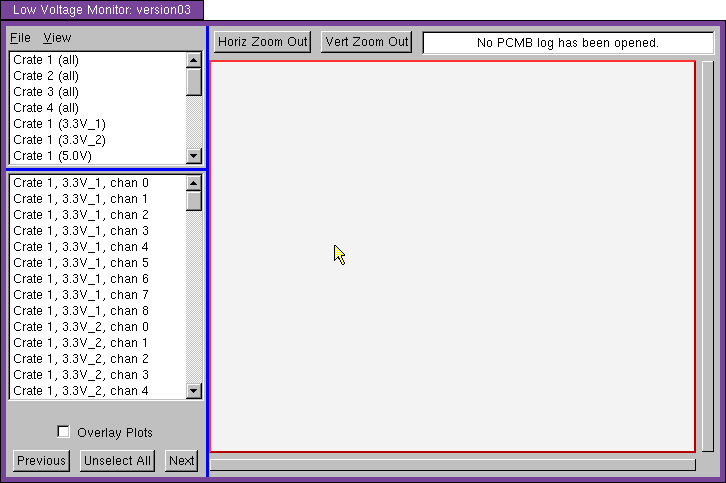 Low Voltage Monitor: version03
File View
Horiz Zoom Out Vert Zoom Out No PCMB log has been opened.
Crate 1 (all)
Crate 2 (all)
Crate 3 (all)
Crate 4 (all)
Crate 1 (3.3V_1)
Crate 1 (3.3V_2)
Crate 1 (5.0V)
Crate 1, 3.3V_1, chan 0
Crate 1, 3.3V_1, chan 1
Crate 1, 3.3V_1, chan 2
Crate 1, 3.3V_1, chan 3
Crate 1, 3.3V_1, chan 4
Crate 1, 3.3V_1, chan 5
Crate 1, 3.3V_1, chan 6
Crate 1, 3.3V_1, chan 7
Crate 1, 3.3V_1, chan 8
Crate 1, 3.3V_2, chan 0
Crate 1, 3.3V_2, chan 1
Crate 1, 3.3V_2, chan 2
Crate 1, 3.3V_2, chan 3
Crate 1, 3.3V_2, chan 4
Overlay Plots
Previous Unselect All Next